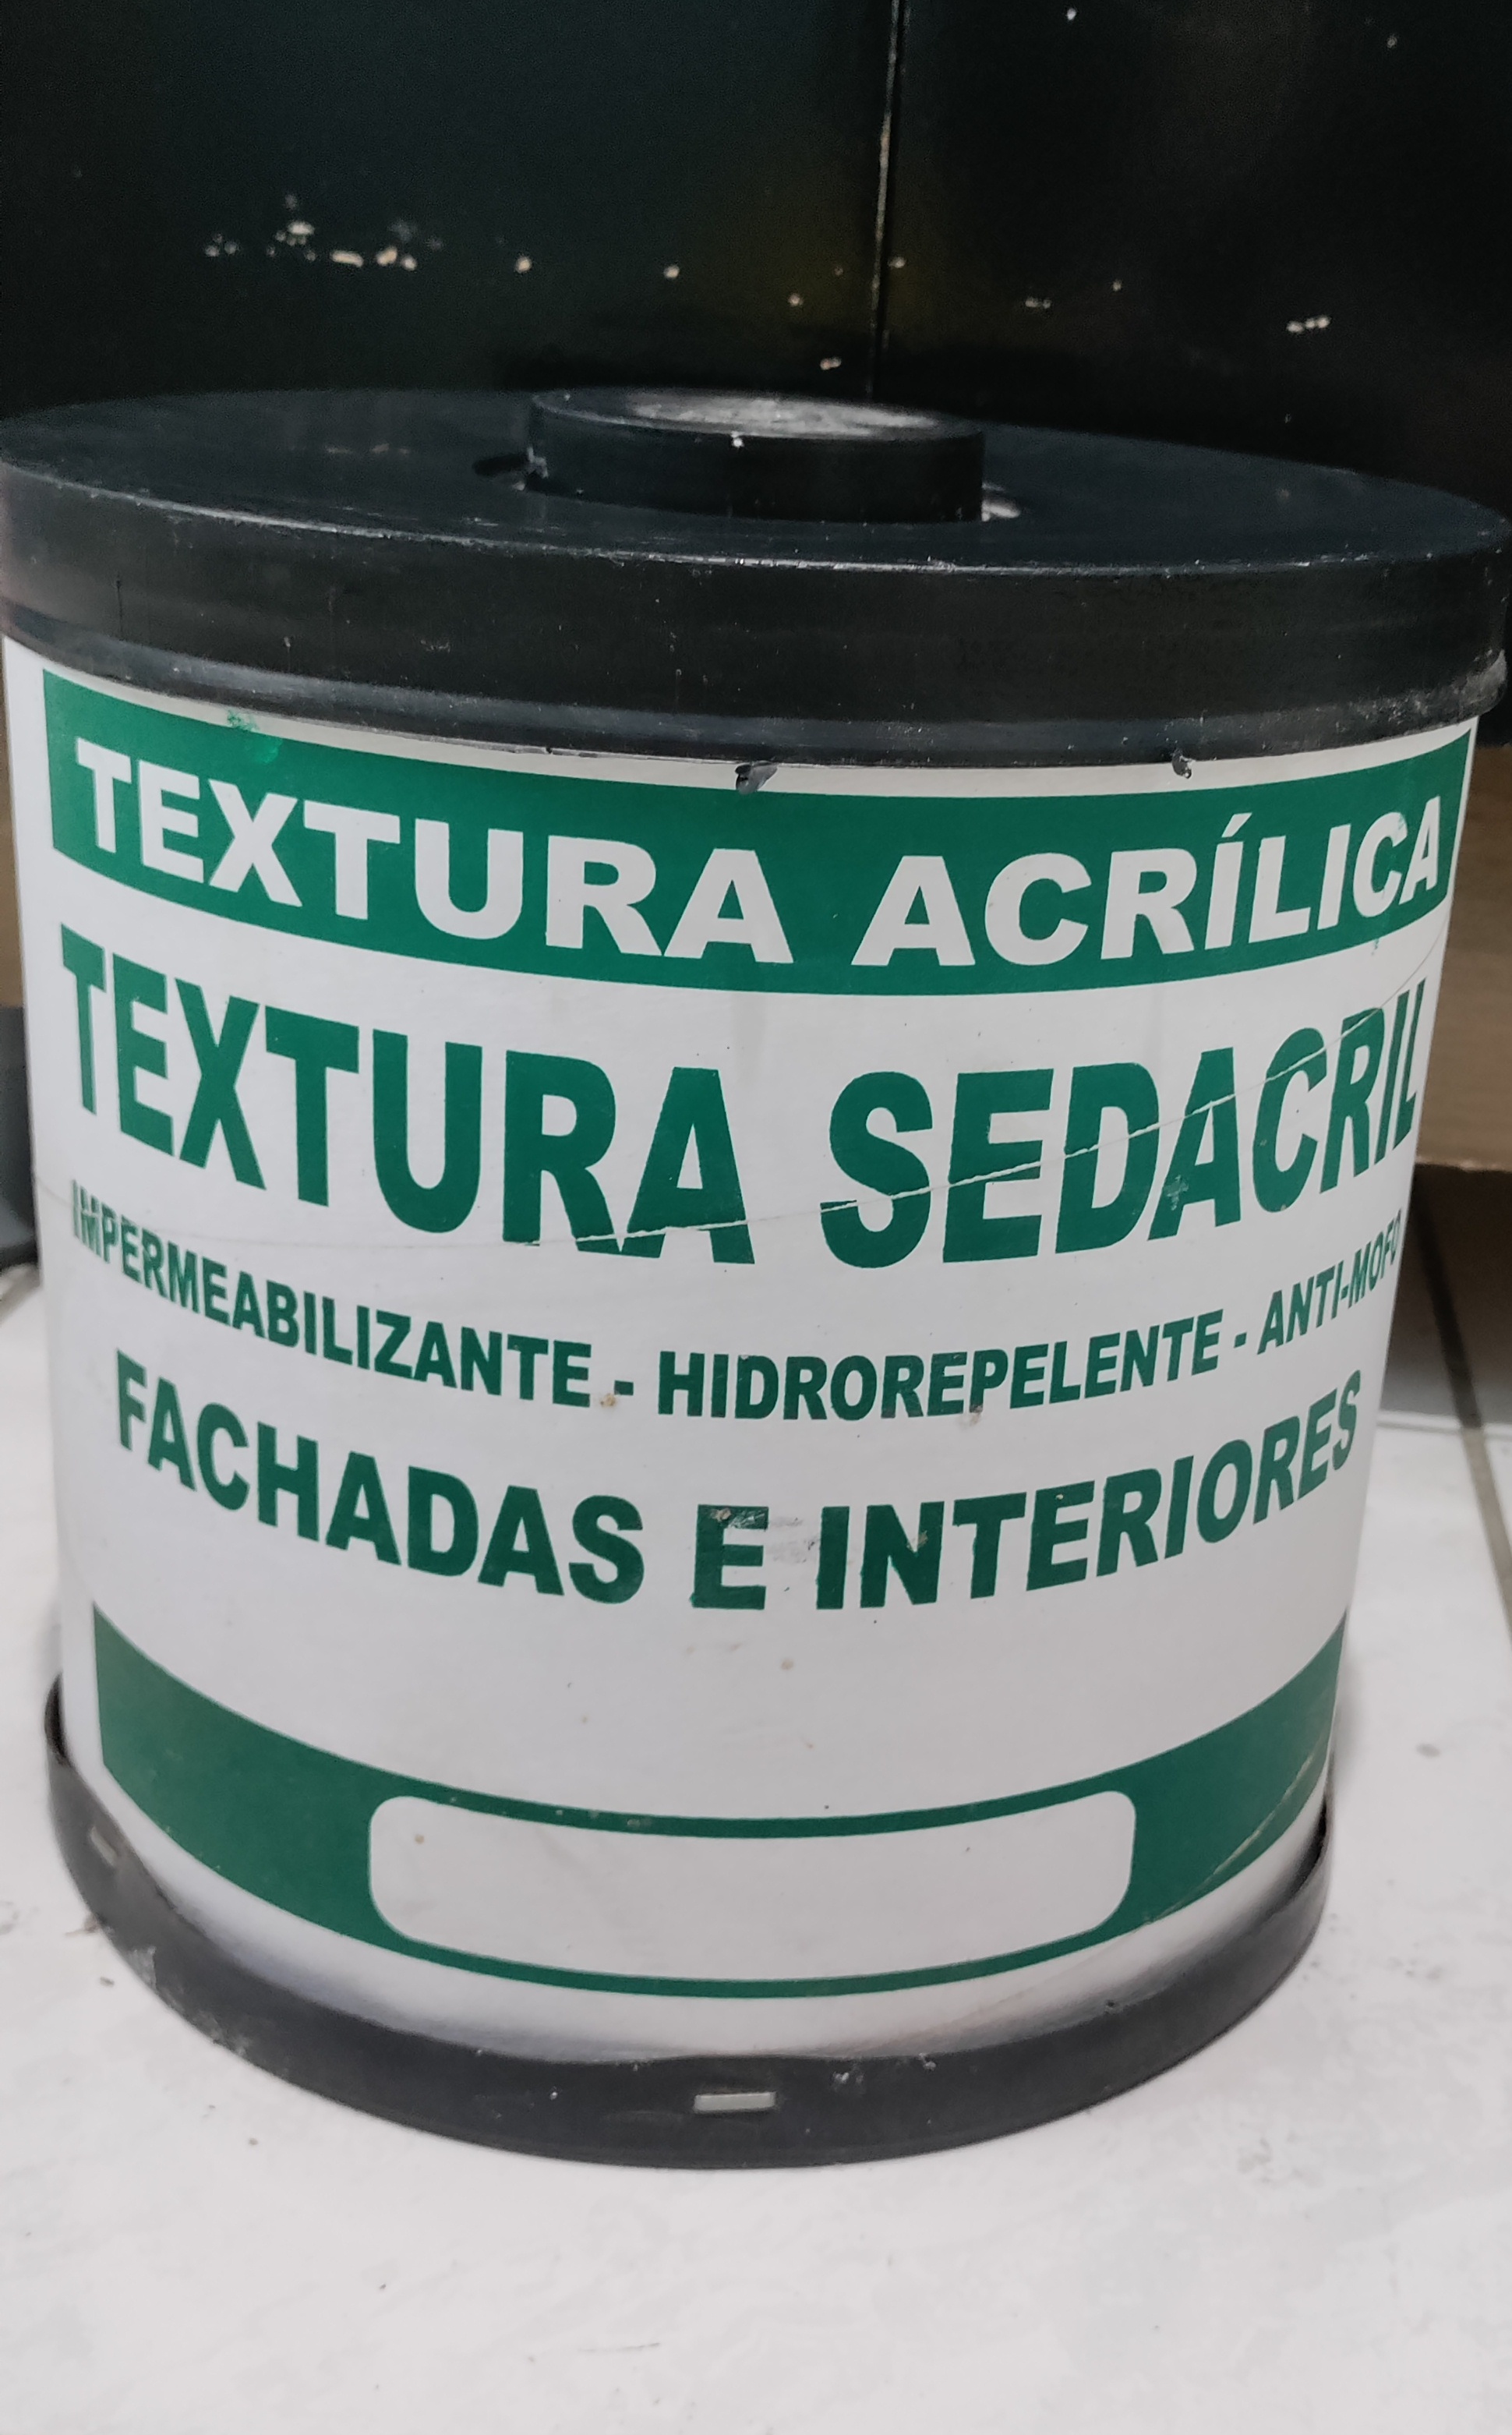 TEXTURA ACRÍLICA
TEXTURA SEDACRIL
IMPERMEABILIZANTE - HIDROREPELENTE - ANTI-MOFO
FACHADAS E INTERIORES